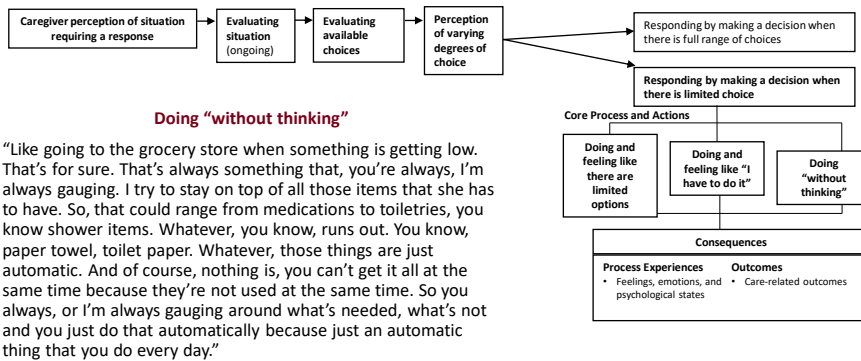 Caregiver perception of situation
requiring a response
Evaluating
situation
(ongoing)
Evaluating
available
choices
Perception
of varying
degrees of
choice
Responding by making a decision when
there is full range of choices
Responding by making a decision when
there is limited choice
Core Process and Actions
Doing and
feeling like
there are
limited
options
Doing and
feeling like “I
have to do it”
Doing
“without
thinking”
Consequences
Process Experiences
• Feelings, emotions, and
psychological states
Outcomes
• Care-related outcomes
Doing “without thinking”
“Like going to the grocery store when something is getting low.
That’s for sure. That’s always something that, you’re always, I’m
always gauging. I try to stay on top of all those items that she has
to have. So, that could range from medications to toiletries, you
know shower items. Whatever, you know, runs out. You know,
paper towel, toilet paper. Whatever, those things are just
automatic. And of course, nothing is, you can’t get it all at the
same time because they’re not used at the same time. So you
always, or I’m always gauging around what’s needed, what’s not
and you just do that automatically because just an automatic
thing that you do every day.”